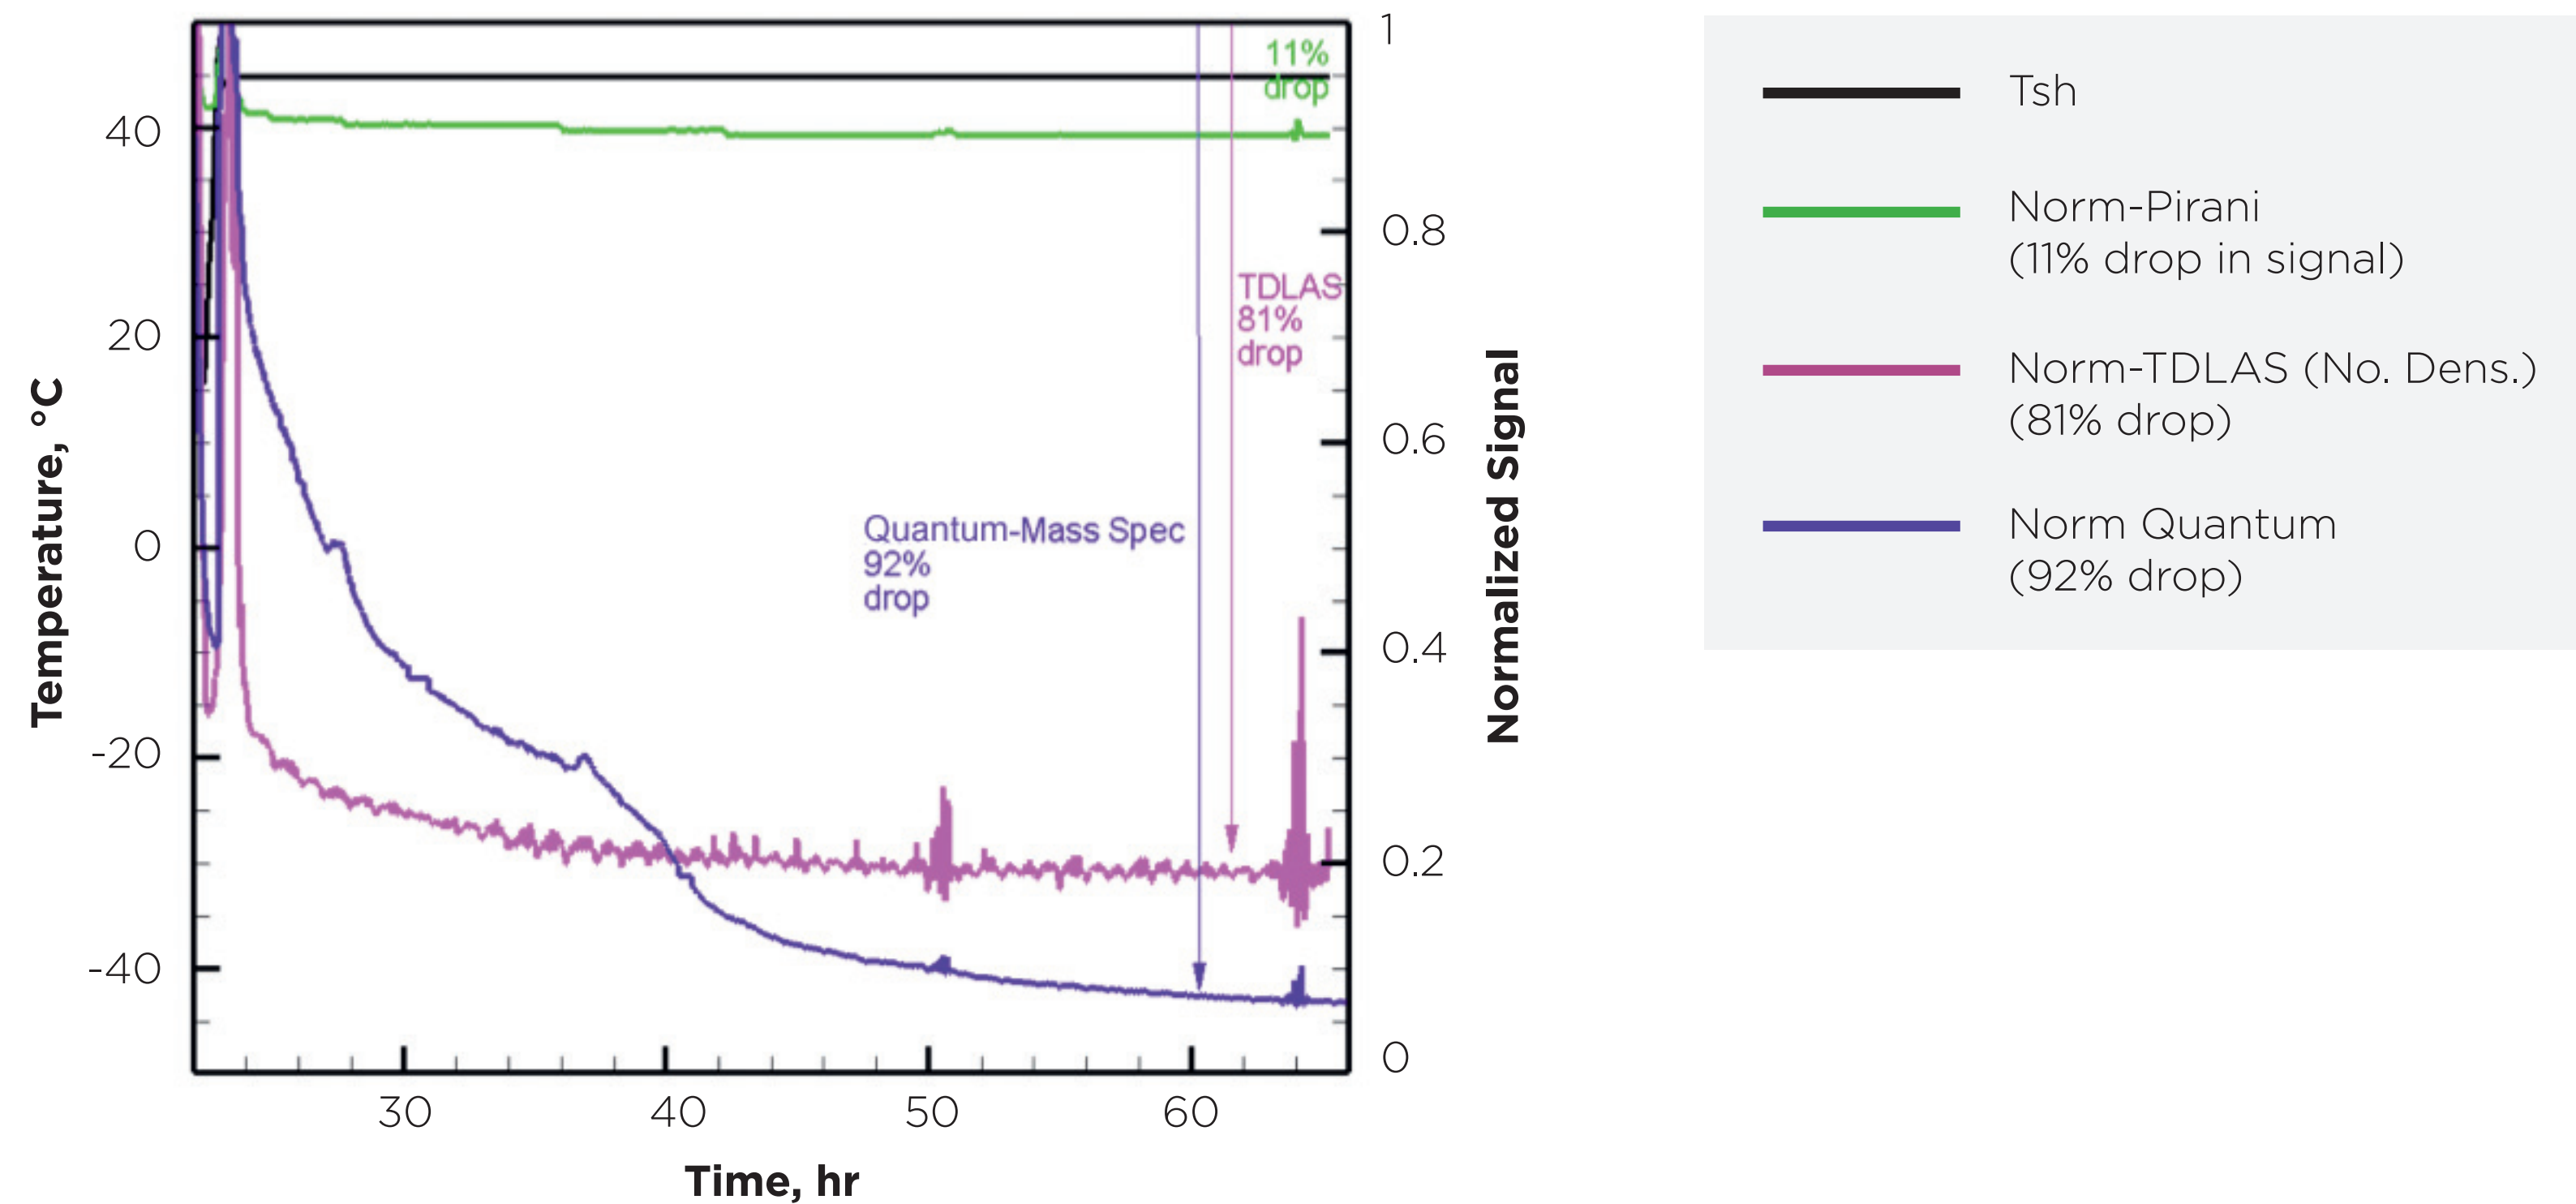 Temperature, °C
40
20
0
-20
-40
30
40
50
60
Time, hr
1
0.8
0.6
0.4
0.2
0
Normalized Signal
11%
drop
TDLAS
81%
drop
Quantum-Mass Spec
92%
drop
Tsh
Norm-Pirani
(11% drop in signal)
Norm-TDLAS (No. Dens.)
(81% drop)
Norm Quantum
(92% drop)